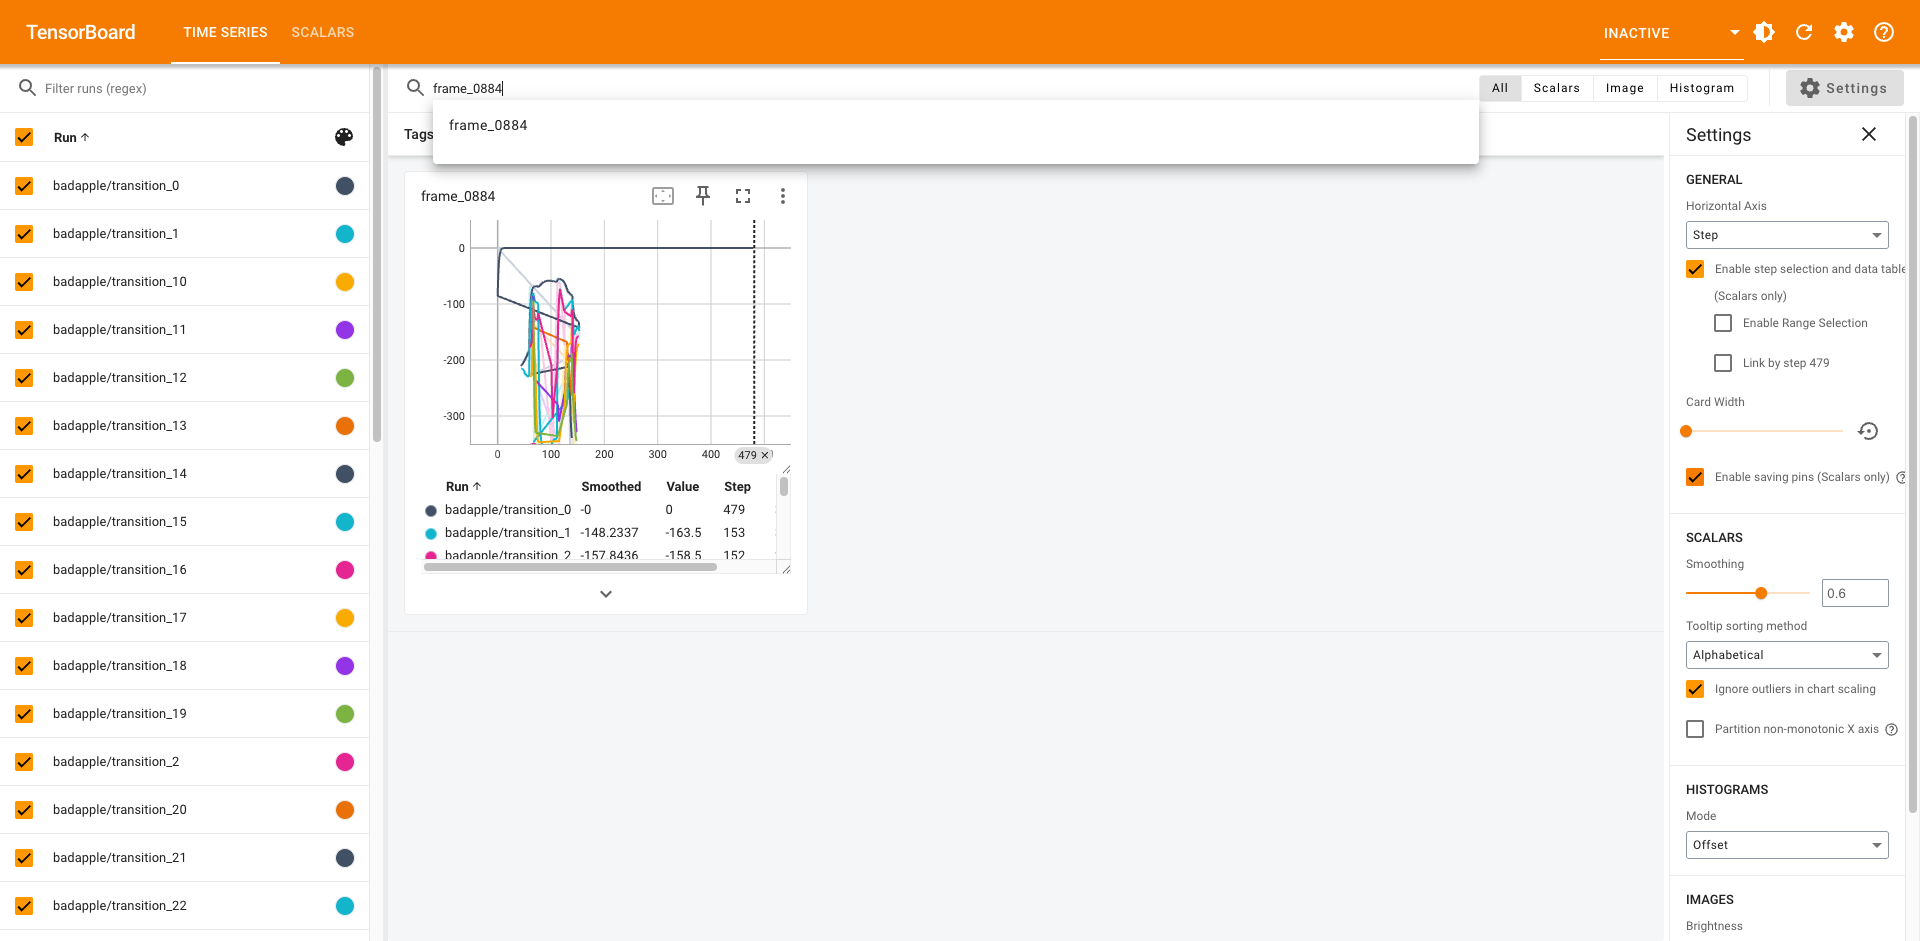 TensorBoard
TIME SERIES
SCALARS
INACTIVE
Filter runs (regex)
frame_0884
All
Scalars
Image
Histogram
Settings
frame_0884
Tags
Run
badapple/transition_0
badapple/transition_1
badapple/transition_10
badapple/transition_11
badapple/transition_12
badapple/transition_13
badapple/transition_14
badapple/transition_15
badapple/transition_16
badapple/transition_17
badapple/transition_18
badapple/transition_19
badapple/transition_2
badapple/transition_20
badapple/transition_21
badapple/transition_22
frame_0884
0
-100
-200
-300
0 100 200 300 400 479
Run Smoothed Value Step
badapple/transition_0 -0 0 479
badapple/transition_1 -148.2337 -163.5 153
badapple/transition_2 -157.8436 -158.5 152
Settings
GENERAL
Horizontal Axis
Step
Enable step selection and data table
(Scalars only)
Enable Range Selection
Link by step 479
Card Width
Enable saving pins (Scalars only)
SCALARS
Smoothing
0.6
Tooltip sorting method
Alphabetical
Ignore outliers in chart scaling
Partition non-monotonic X axis
HISTOGRAMS
Mode
Offset
IMAGES
Brightness